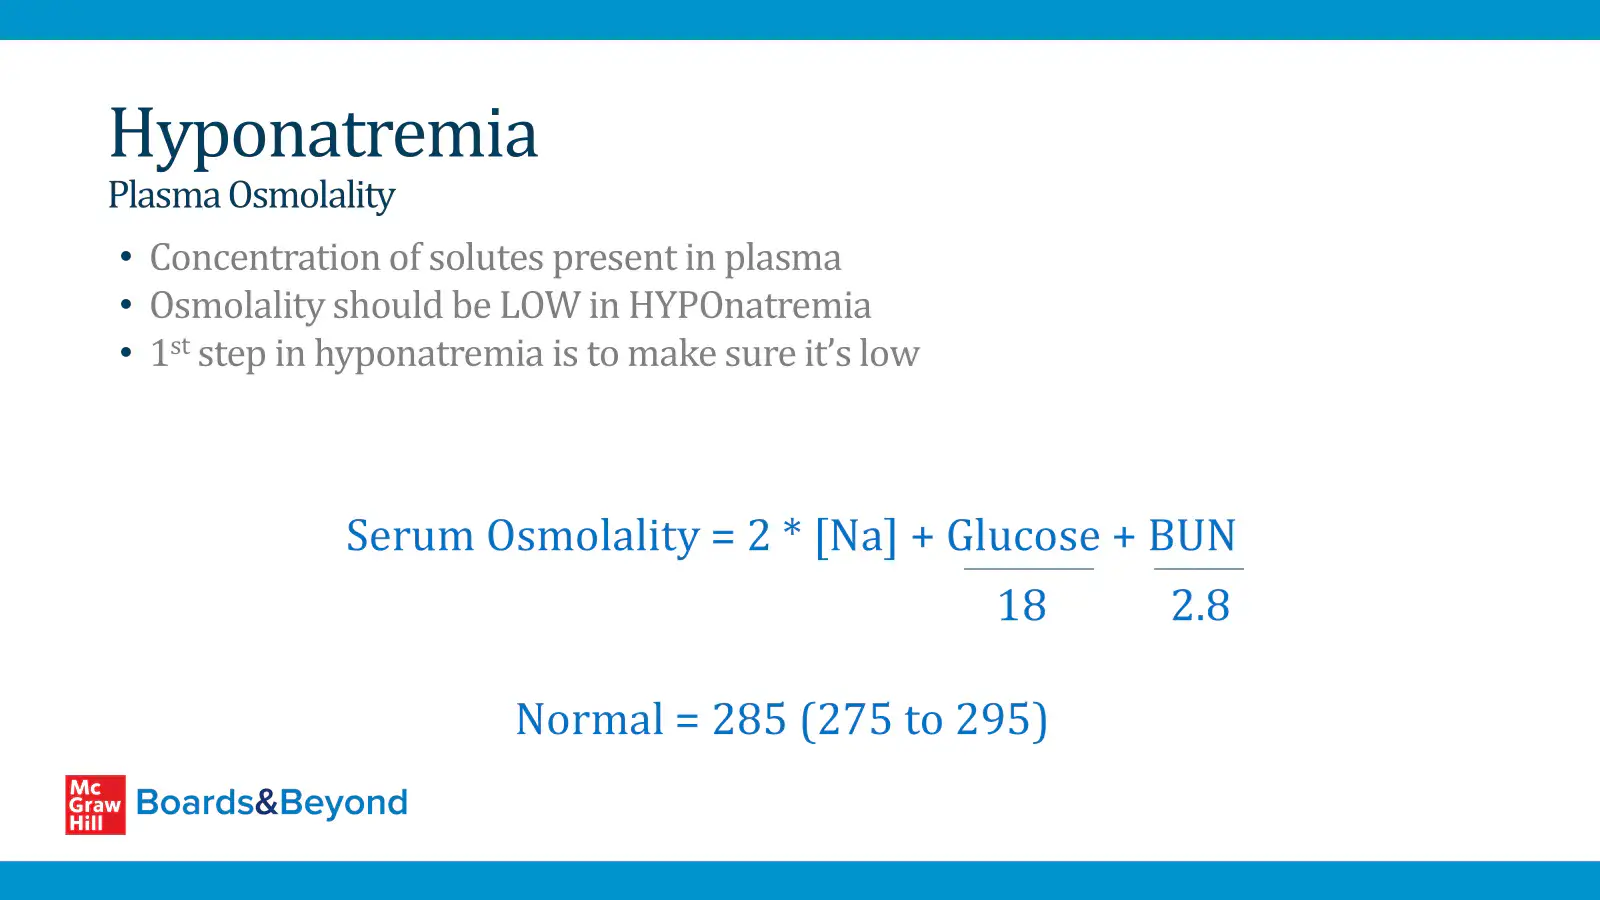 Hyponatremia
Plasma Osmolality
• Concentration of solutes present in plasma
• Osmolality should be LOW in HYPOnatremia
• 1st step in hyponatremia is to make sure it’s low
Serum Osmolality = 2 * [Na] + Glucose + BUN
18 2.8
Normal = 285 (275 to 295)
Mc
Graw
Hill
Boards&Beyond